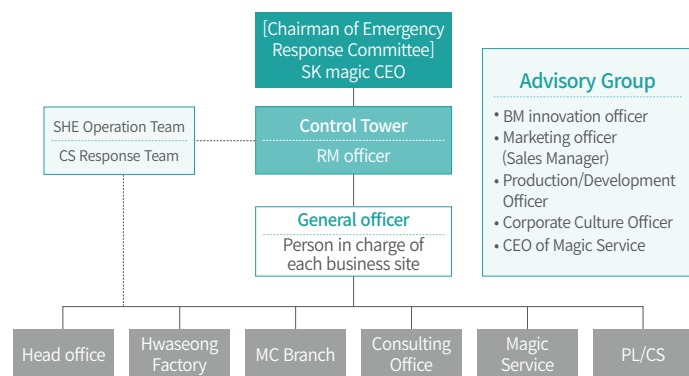 [Chairman of Emergency
Response Committee]
SK magic CEO
SHE Operation Team
CS Response Team
Control Tower
RM officer
General officer
Person in charge of
each business site
Advisory Group
• BM innovation officer
• Marketing officer
(Sales Manager)
• Production/Development
Officer
• Corporate Culture Officer
• CEO of Magic Service
Head office
Hwaseong
Factory
MC Branch
Consulting
Office
Magic
Service
PL/CS